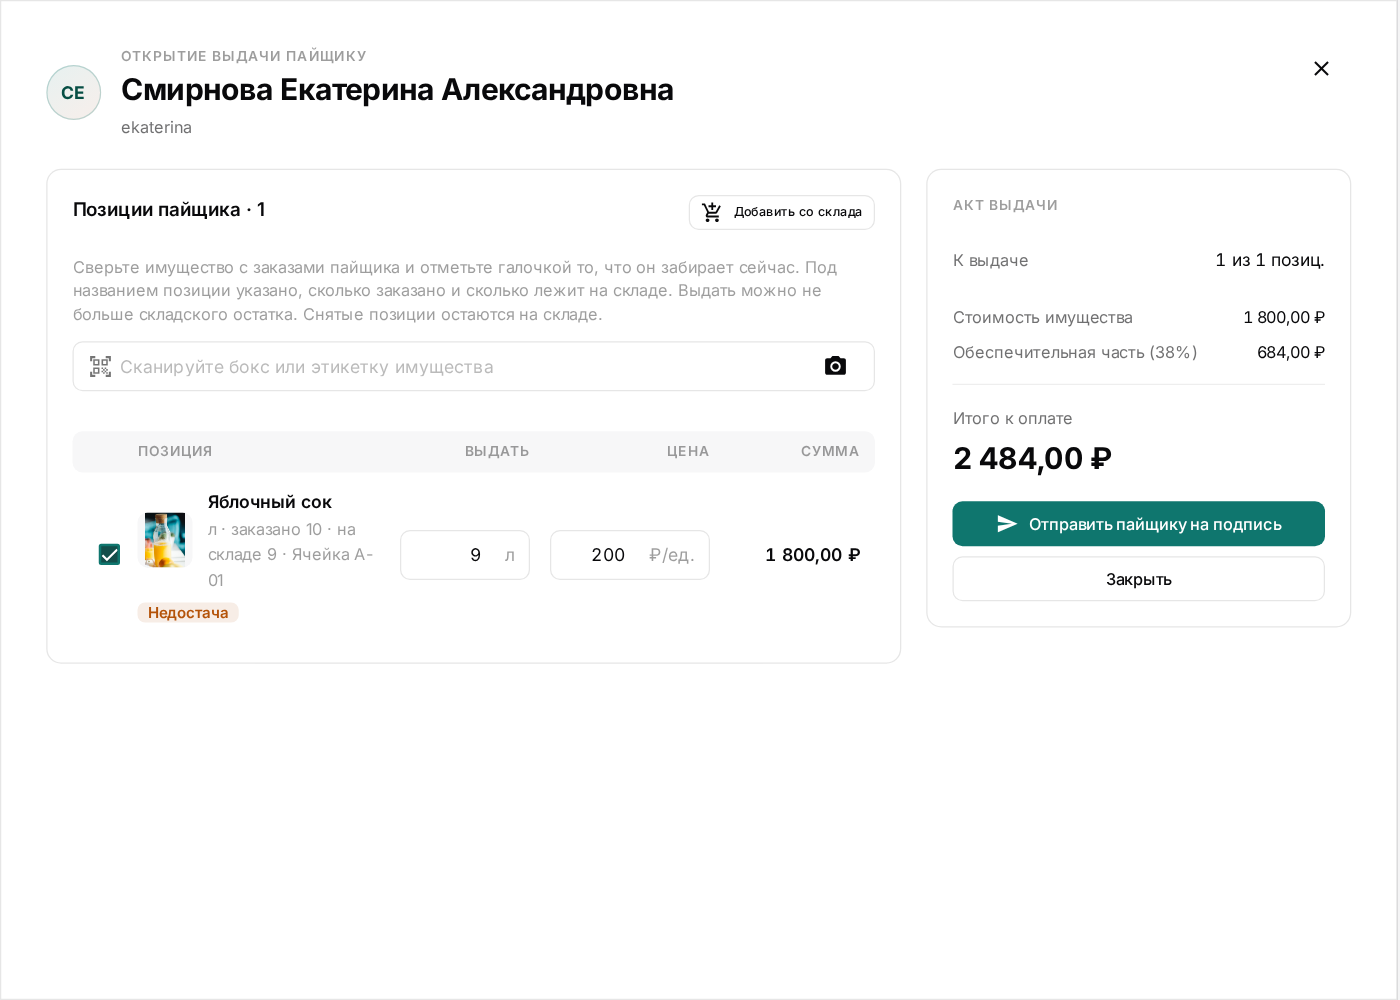 ОТКРЫТИЕ ВЫДАЧИ ПАЙЩИКУ
СЕ
Смирнова Екатерина Александровна
ekaterina
Позиции пайщика · 1
Добавить со склада
Сверьте имущество с заказами пайщика и отметьте галочкой то, что он забирает сейчас. Под
названием позиции указано, сколько заказано и сколько лежит на складе. Выдать можно не
больше складского остатка. Снятые позиции остаются на складе.
Сканируйте бокс или этикетку имущества
ПОЗИЦИЯ ВЫДАТЬ ЦЕНА СУММА
Яблочный сок
л · заказано 10 · на
складе 9 · Ячейка А-
01
9 л 200 ₽/ед. 1 800,00 ₽
Недостача
АКТ ВЫДАЧИ
К выдаче 1 из 1 позиц.
Стоимость имущества 1 800,00 ₽
Обеспечительная часть (38%) 684,00 ₽
Итого к оплате
2 484,00 ₽
Отправить пайщику на подпись
Закрыть